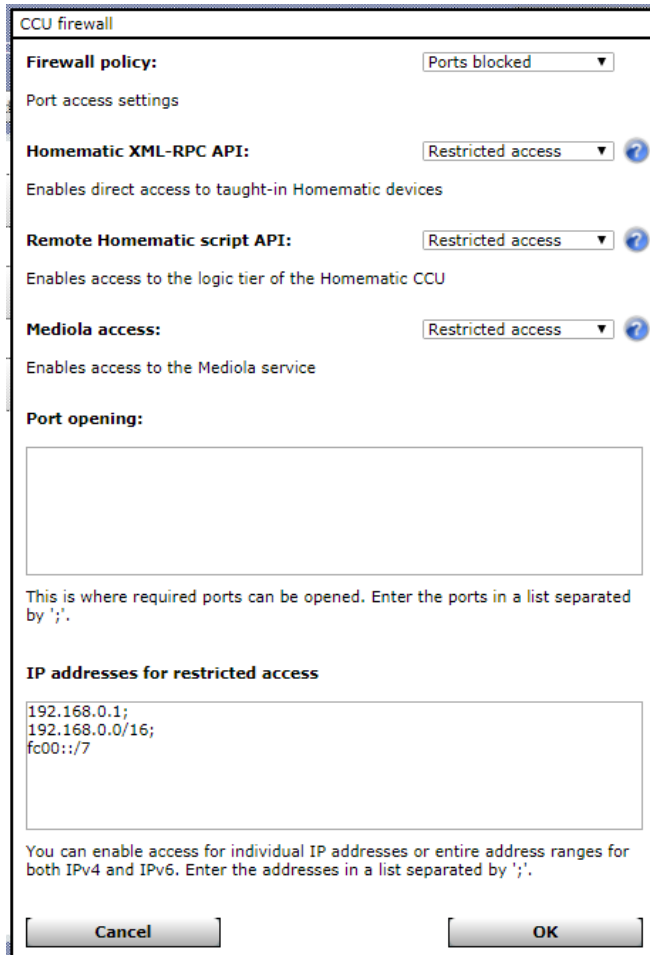 CCU firewall
Firewall policy: Ports blocked
Port access settings
Homematic XML-RPC API: Restricted access
Enables direct access to taught-in Homematic devices
Remote Homematic script API: Restricted access
Enables access to the logic tier of the Homematic CCU
Mediola access: Restricted access
Enables access to the Mediola service
Port opening:
This is where required ports can be opened. Enter the ports in a list separated
by ';'.
IP addresses for restricted access
192.168.0.1;
192.168.0.0/16;
fc00::/7
You can enable access for individual IP addresses or entire address ranges for
both IPv4 and IPv6. Enter the addresses in a list separated by ';'.
Cancel OK